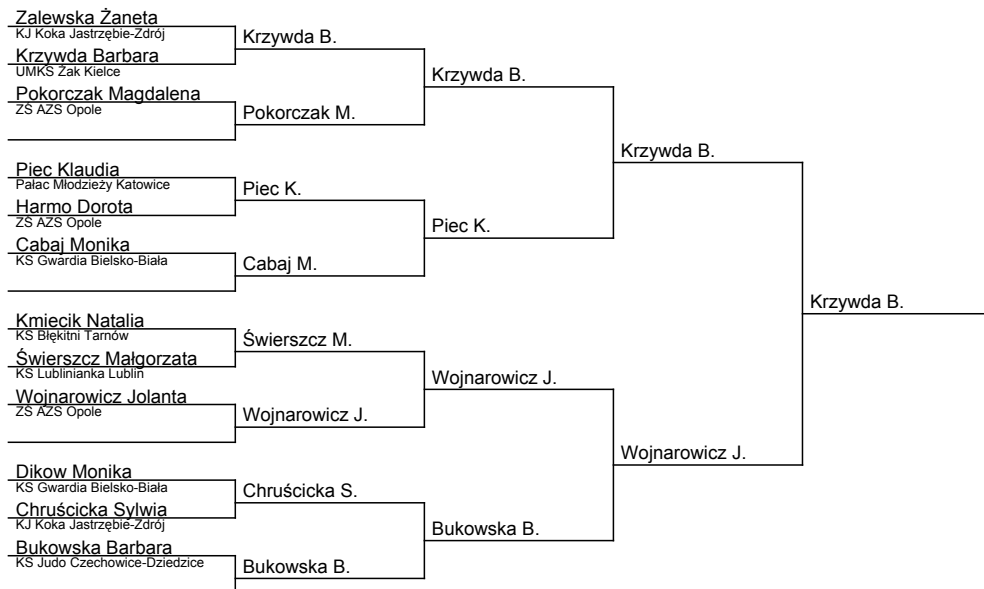 Zalewska Żaneta
KJ Koka Jastrzębie-Zdrój
Krzywda Barbara
UMKS Żak Kielce
Pokorczak Magdalena
ZS AZS Opole
Piec Klaudia
Pałac Młodzieży Katowice
Harmo Dorota
ZS AZS Opole
Cabaj Monika
KS Gwardia Bielsko-Biała
Kmiecik Natalia
KS Błękitni Tarnów
Świerszcz Małgorzata
KS Lublinianka Lublin
Wojnarowicz Jolanta
ZS AZS Opole
Dikow Monika
KS Gwardia Bielsko-Biała
Chruścicka Sylwia
KJ Koka Jastrzębie-Zdrój
Bukowska Barbara
KS Judo Czechowice-Dziedzice
Krzywda B.
Pokorczak M.
Piec K.
Cabaj M.
Świerszcz M.
Wojnarowicz J.
Chruścicka S.
Bukowska B.
Krzywda B.
Piec K.
Wojnarowicz J.
Bukowska B.
Krzywda B.
Wojnarowicz J.
Krzywda B.